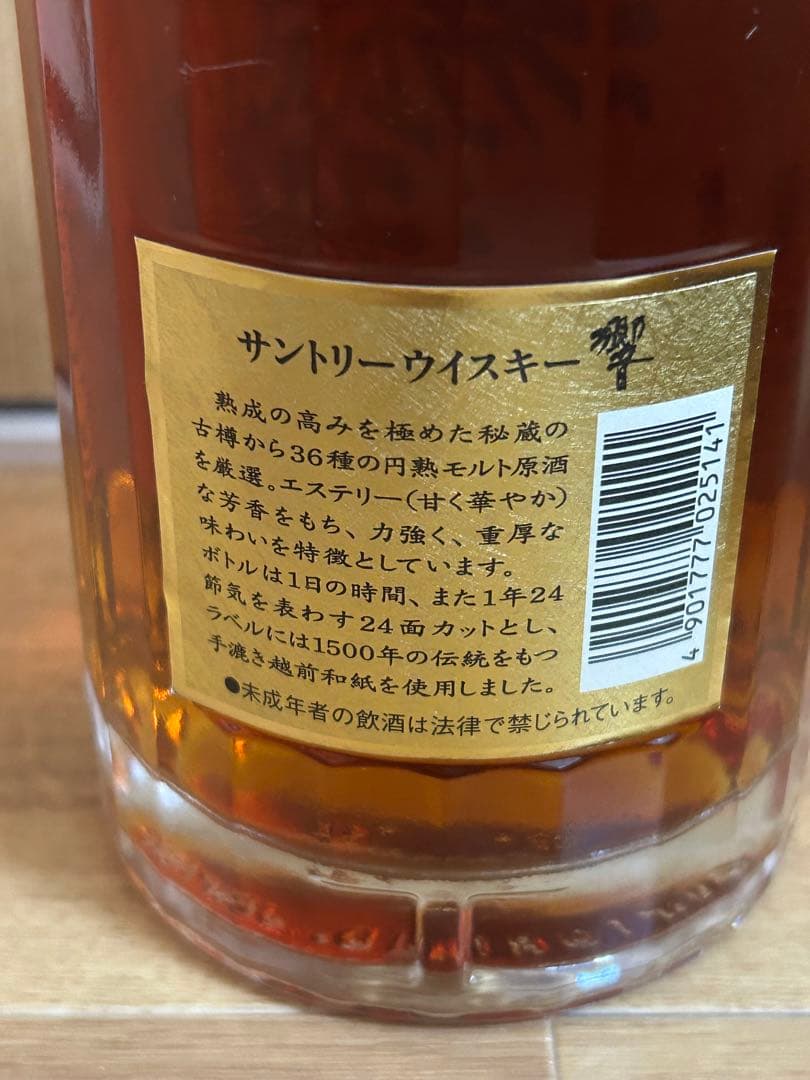 サントリーウイスキー響
熟成の高みを極めた秘蔵の
古樽から36種の円熟モルト原酒
を厳選。エステリー(甘く華やか)
な芳香をもち、力強く、重厚な
味わいを特徴としています。
ボトルは1日の時間、また1年24
節気を表わす24面カットとし、
ラベルには1500年の伝統をもつ
手漉き越前和紙を使用しました。
●未成年者の飲酒は法律で禁じられています。
4 901777 025141